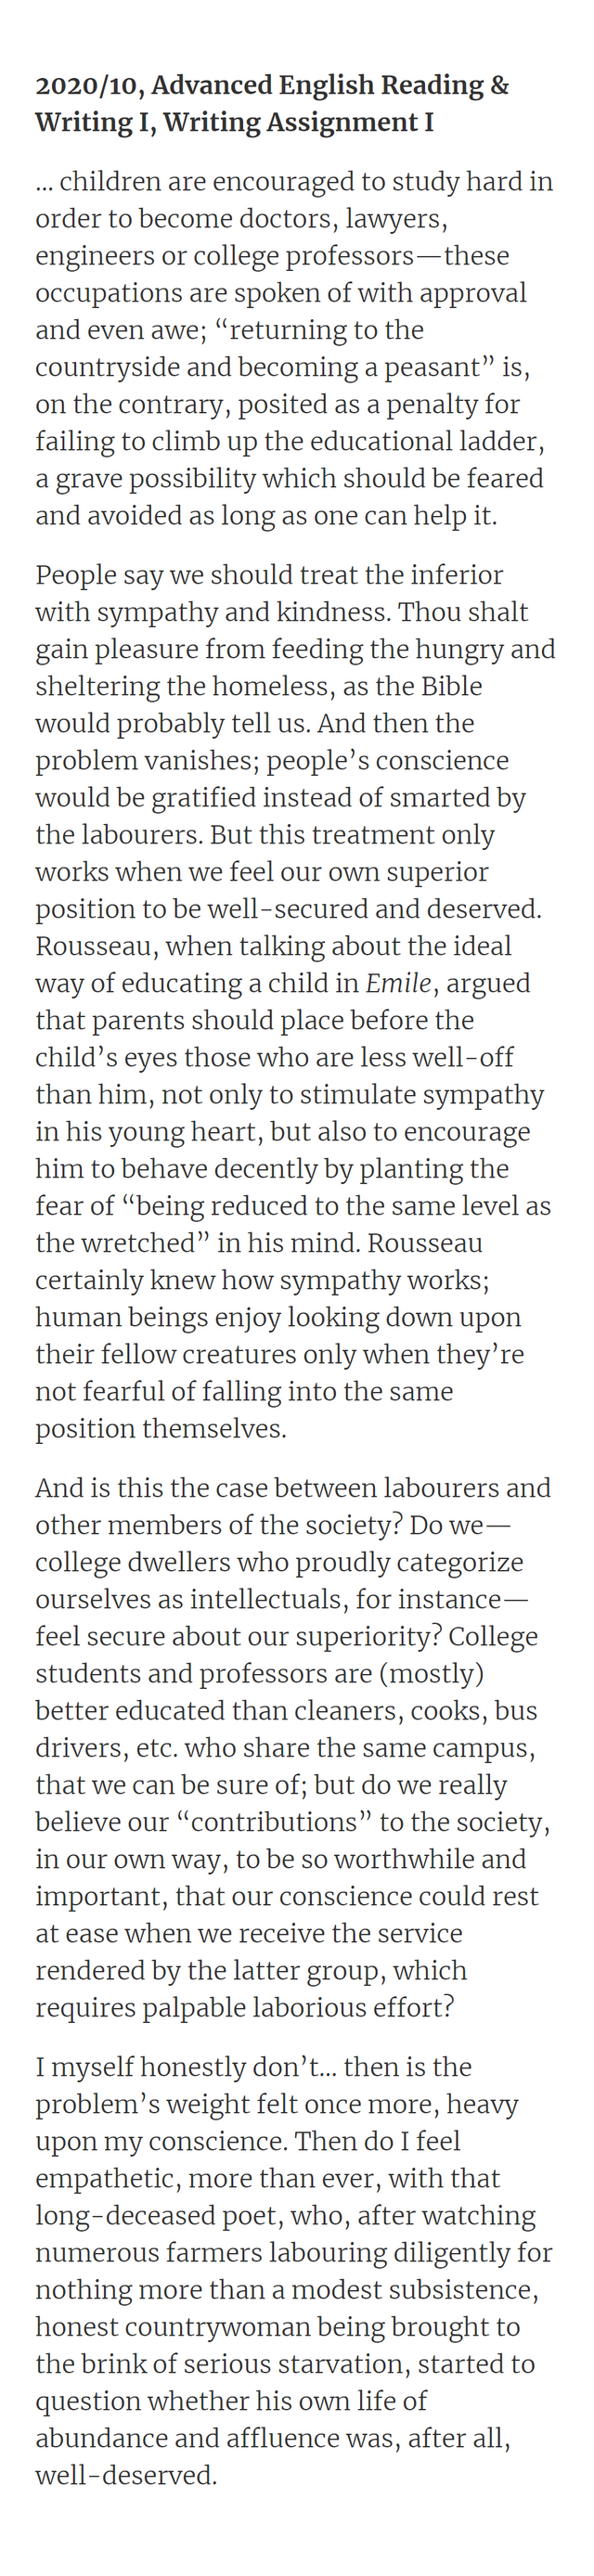 2020/10, Advanced English Reading &
Writing I, Writing Assignment I
... children are encouraged to study hard in
order to become doctors, lawyers,
engineers or college professors—these
occupations are spoken of with approval
and even awe; “returning to the
countryside and becoming a peasant” is,
on the contrary, posited as a penalty for
failing to climb up the educational ladder,
a grave possibility which should be feared
and avoided as long as one can help it.
People say we should treat the inferior
with sympathy and kindness. Thou shalt
gain pleasure from feeding the hungry and
sheltering the homeless, as the Bible
would probably tell us. And then the
problem vanishes; people’s conscience
would be gratified instead of smarted by
the labourers. But this treatment only
works when we feel our own superior
position to be well-secured and deserved.
Rousseau, when talking about the ideal
way of educating a child in Emile, argued
that parents should place before the
child’s eyes those who are less well-off
than him, not only to stimulate sympathy
in his young heart, but also to encourage
him to behave decently by planting the
fear of “being reduced to the same level as
the wretched” in his mind. Rousseau
certainly knew how sympathy works;
human beings enjoy looking down upon
their fellow creatures only when they’re
not fearful of falling into the same
position themselves.
And is this the case between labourers and
other members of the society? Do we—
college dwellers who proudly categorize
ourselves as intellectuals, for instance—
feel secure about our superiority? College
students and professors are (mostly)
better educated than cleaners, cooks, bus
drivers, etc. who share the same campus,
that we can be sure of; but do we really
believe our “contributions” to the society,
in our own way, to be so worthwhile and
important, that our conscience could rest
at ease when we receive the service
rendered by the latter group, which
requires palpable laborious effort?
I myself honestly don’t... then is the
problem’s weight felt once more, heavy
upon my conscience. Then do I feel
empathetic, more than ever, with that
long-deceased poet, who, after watching
numerous farmers labouring diligently for
nothing more than a modest subsistence,
honest countrywoman being brought to
the brink of serious starvation, started to
question whether his own life of
abundance and affluence was, after all,
well-deserved.